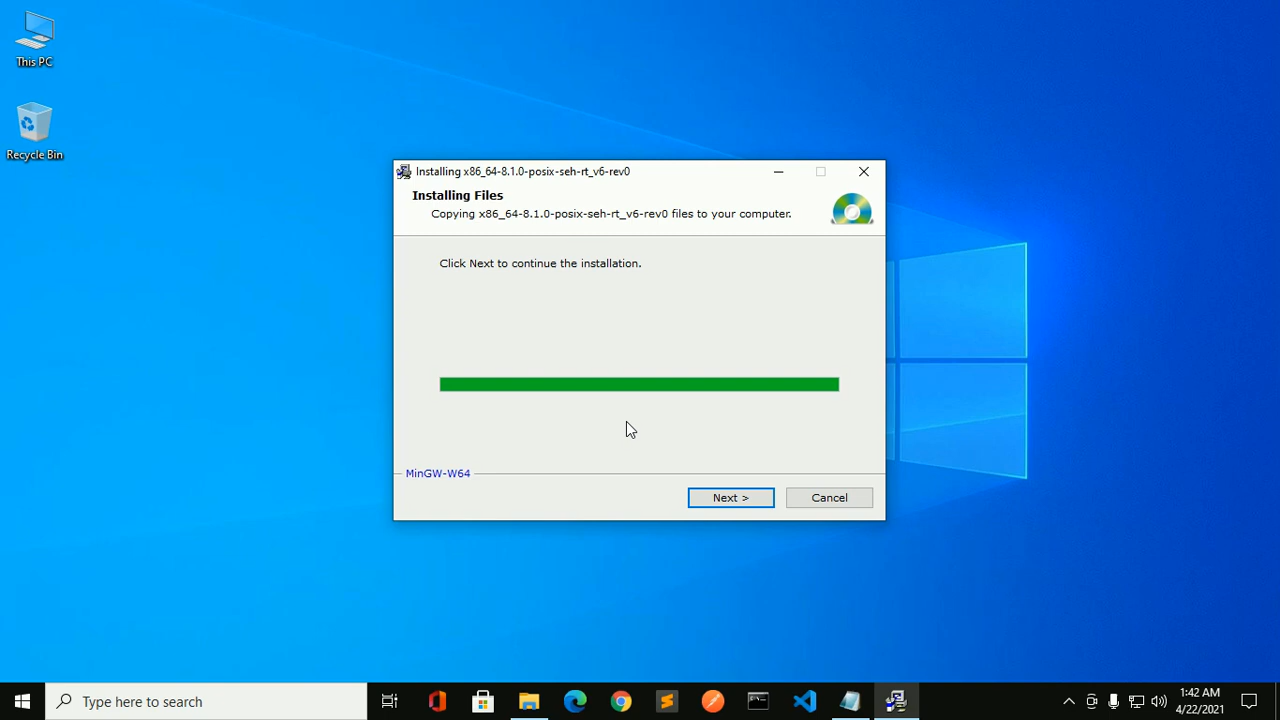 This PC
Recycle Bin
Installing x86_64-8.1.0-posix-seh-rt_v6-rev0
Installing Files
Copying x86_64-8.1.0-posix-seh-rt_v6-rev0 files to your computer.
Click Next to continue the installation.
MinGW-W64
Next >
Cancel
Type here to search
1:42 AM
4/22/2021